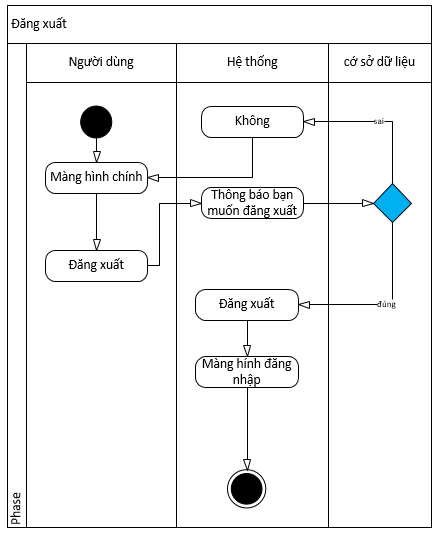 Đăng xuất
Người dùng
Hệ thống
cớ sở dữ liệu
Không
sai
Màng hình chính
Thông báo bạn
muốn đăng xuất
Đăng xuất
Đăng xuất
đúng
Màng hính đăng
nhập
Phase